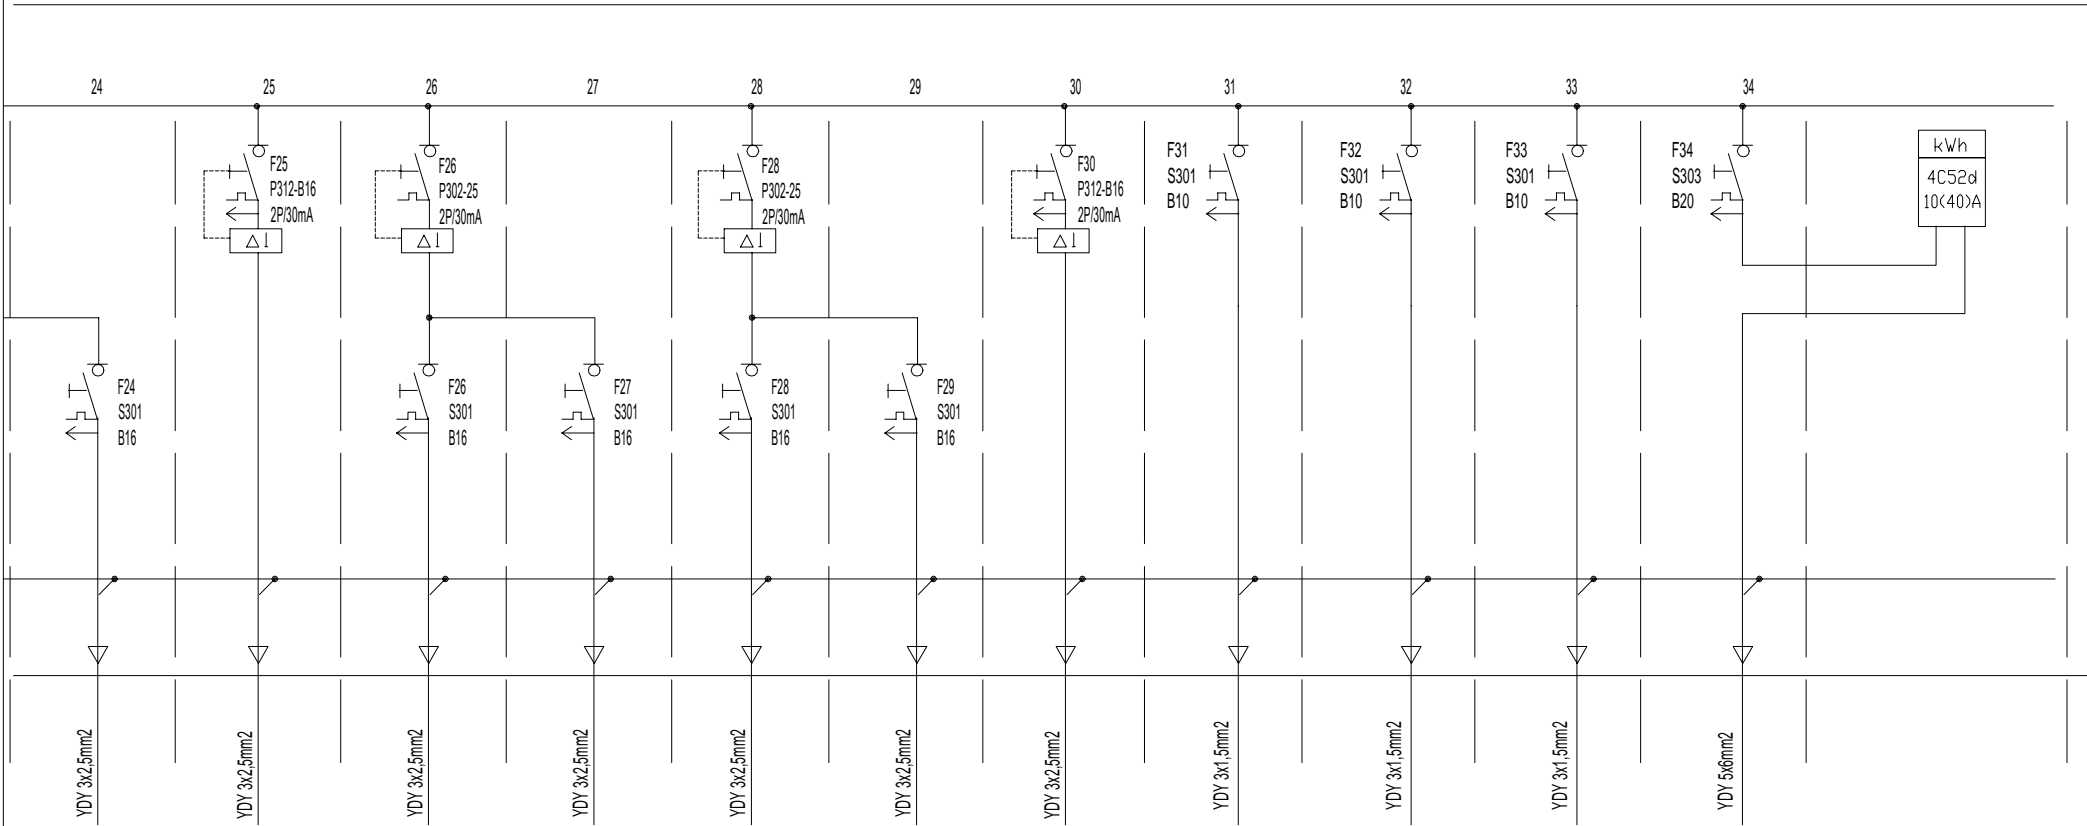 24
25
26
27
28
29
30
31
32
33
34
F25
P312-B16
2P/30mA
F26
P302-25
2P/30mA
F28
P302-25
2P/30mA
F30
P312-B16
2P/30mA
F31
S301
B10
F32
S301
B10
F33
S301
B10
F34
S303
B20
kWh
4C52d
10(40)A
Δ I
Δ I
Δ I
Δ I
F24
S301
B16
F26
S301
B16
F27
S301
B16
F28
S301
B16
F29
S301
B16
YDY 3x2,5mm2
YDY 3x2,5mm2
YDY 3x2,5mm2
YDY 3x2,5mm2
YDY 3x2,5mm2
YDY 3x2,5mm2
YDY 3x2,5mm2
YDY 3x1,5mm2
YDY 3x1,5mm2
YDY 3x1,5mm2
YDY 5x6mm2